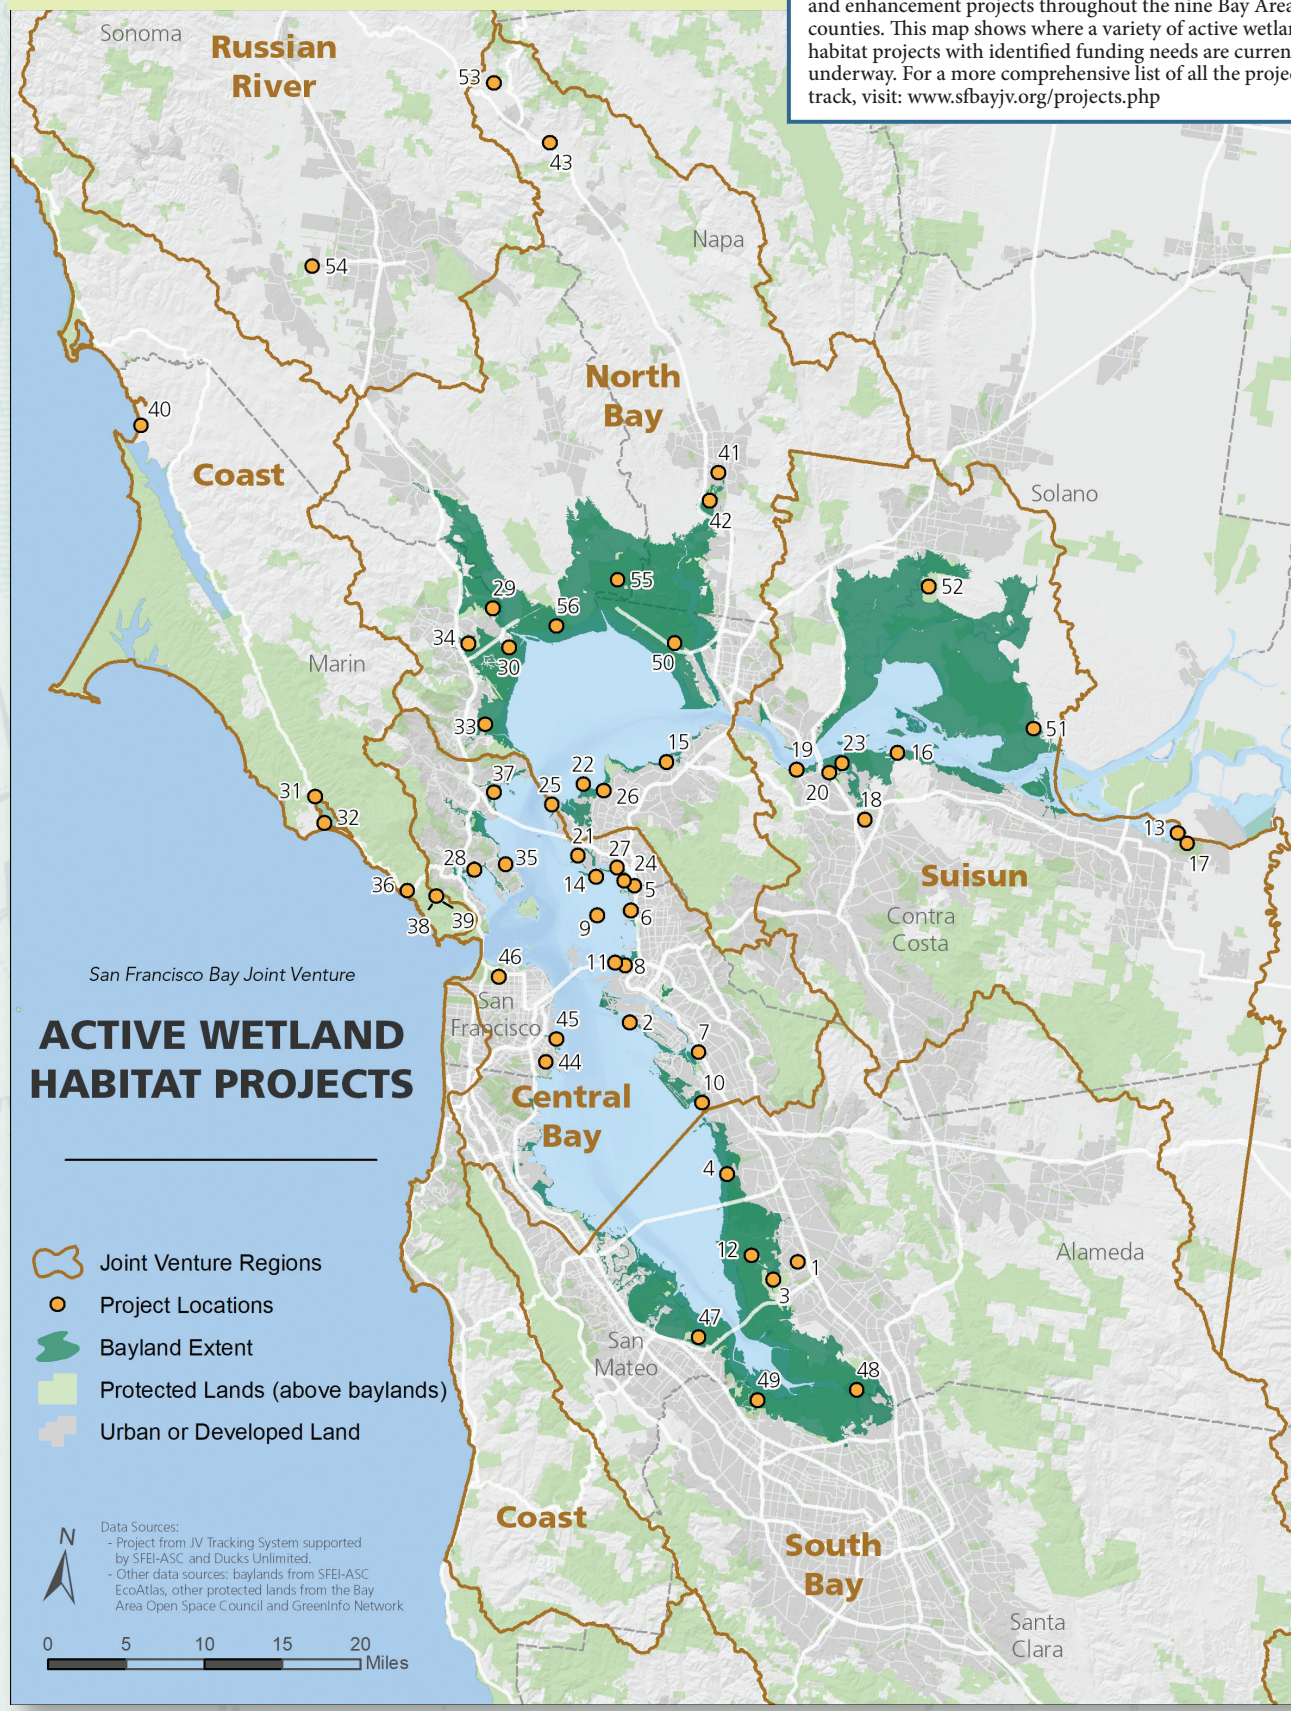 and enhancement projects throughout the nine Bay Area
counties. This map shows where a variety of active
habitat projects with identified funding needs are
underway. For a more comprehensive list of all the
track, visit: www.sfbayjv.org/projects.php
Sonoma
Russian
River
53
43
Napa
54
North
Bay
40
Coast
41
42
Solano
55
52
29
56
34
30
50
Marin
33
51
15
19
23
16
20
18
37
22
25
26
31
32
21
27
24
13
17
28
35
14
5
Suisun
36
38
39
9
6
Contra
Costa
46
11
8
San Francisco Bay Joint Venture
ACTIVE WETLAND
HABITAT PROJECTS
San
Francisco
45
44
2
7
10
Central
Bay
4
12
1
3
Alameda
Joint Venture Regions
Project Locations
Bayland Extent
Protected Lands (above baylands)
Urban or Developed Land
47
San
Mateo
49
48
Coast
South
Bay
Santa
Clara
N
Data Sources:
- Project from JV Tracking System supported
by SFEI-ASC and Ducks Unlimited.
- Other data sources: baylands from SFEI-ASC
EcoAtlas, other protected lands from the Bay
Area Open Space Council and GreenInfo Network
0 5 10 15 20
Miles